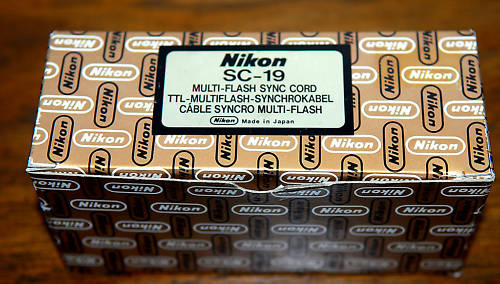 Nikon
SC-19
MULTI-FLASH SYNC CORD
TTL-MULTIFLASH-SYNCHROKABEL
CÂBLE SYNCRO MULTI-FLASH
Nikon Made in Japan